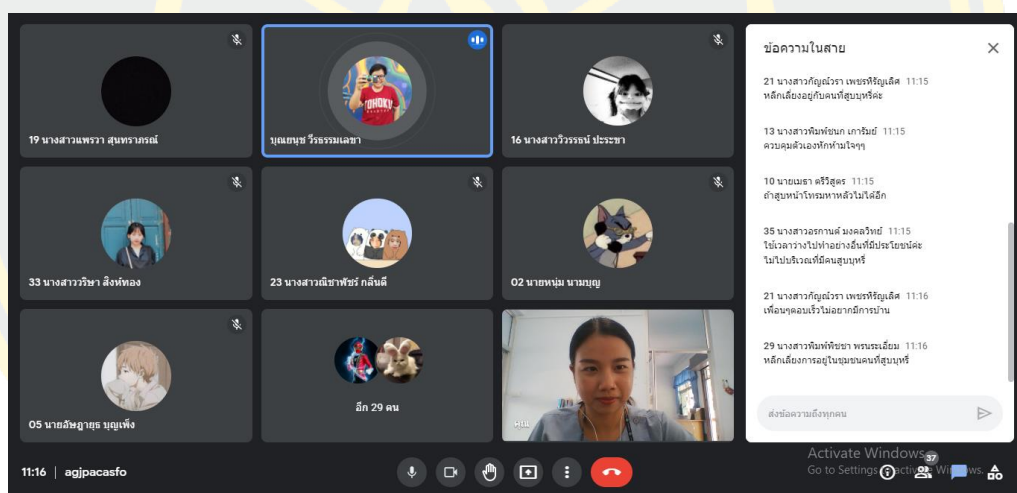 19 นางสาวแพรวา สุนทราภรณ์
บุณยนุช วีรธรรมเลขา
16 นางสาววิวรรธน์ ปะระขา
33 นางสาววริษา สิงห์ทอง
23 นางสาวณิชาพัชร์ กลิ่นดี
02 นายหนุ่ม นามบุญ
05 นายอัษฎายุธ บุญเพ็ง
อีก 29 คน
คุณ
TOHOKU
ข้อความในสาย
21 นางสาวกัญณ์วรา เพชรหิรัญเลิศ 11:15
หลีกเลี่ยงอยู่กับคนที่สูบบุหรี่ค่ะ
13 นางสาวพิมพ์ชนก เการัมย์ 11:15
ควบคุมตัวเองหักห้ามใจๆๆ
10 นายเมธา ตรีวิสูตร 11:15
ถ้าสูบหน้าโทรมหาหลัวไม่ได้อีก
35 นางสาวอรกานต์ มงคลวิทย์ 11:15
ใช้เวลาว่างไปทำอย่างอื่นที่มีประโยชน์ค่ะ
ไม่ไปบริเวณที่มีคนสูบบุหรี่
21 นางสาวกัญณ์วรา เพชรหิรัญเลิศ 11:16
เพื่อนๆตอบเร็วไม่อยากมีการบ้าน
29 นางสาวพิมพ์พิชชา พรนระเอี่ยม 11:16
หลีกเลี่ยงการอยู่ในชุมชนคนที่สูบบุหรี่
ส่งข้อความถึงทุกคน
Activate Windows
Go to Settings
11:16 | agjpacasfo
37